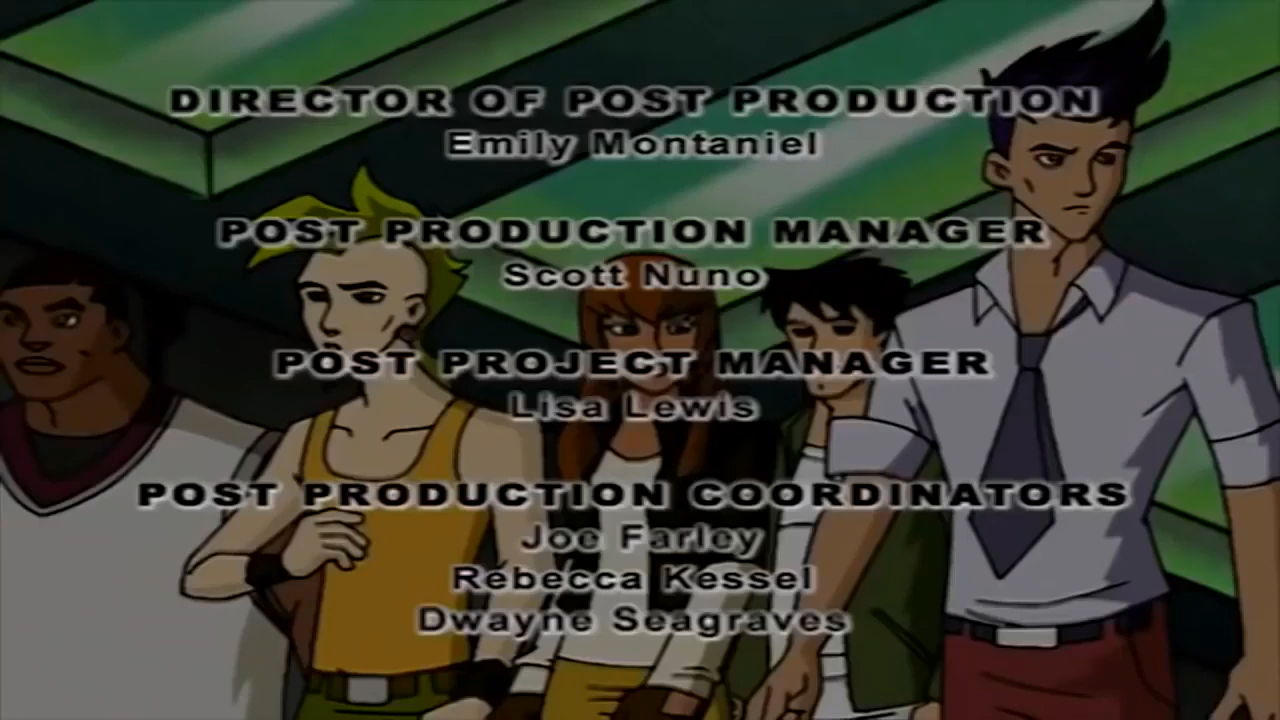 DIRECTOR OF POST PRODUCTION
Emily Montaniel
POST PRODUCTION MANAGER
Scott Nuno
POST PROJECT MANAGER
Lisa Lewis
POST PRODUCTION COORDINATORS
Joe Farley
Rebecca Kessel
Dwayne Seagraves